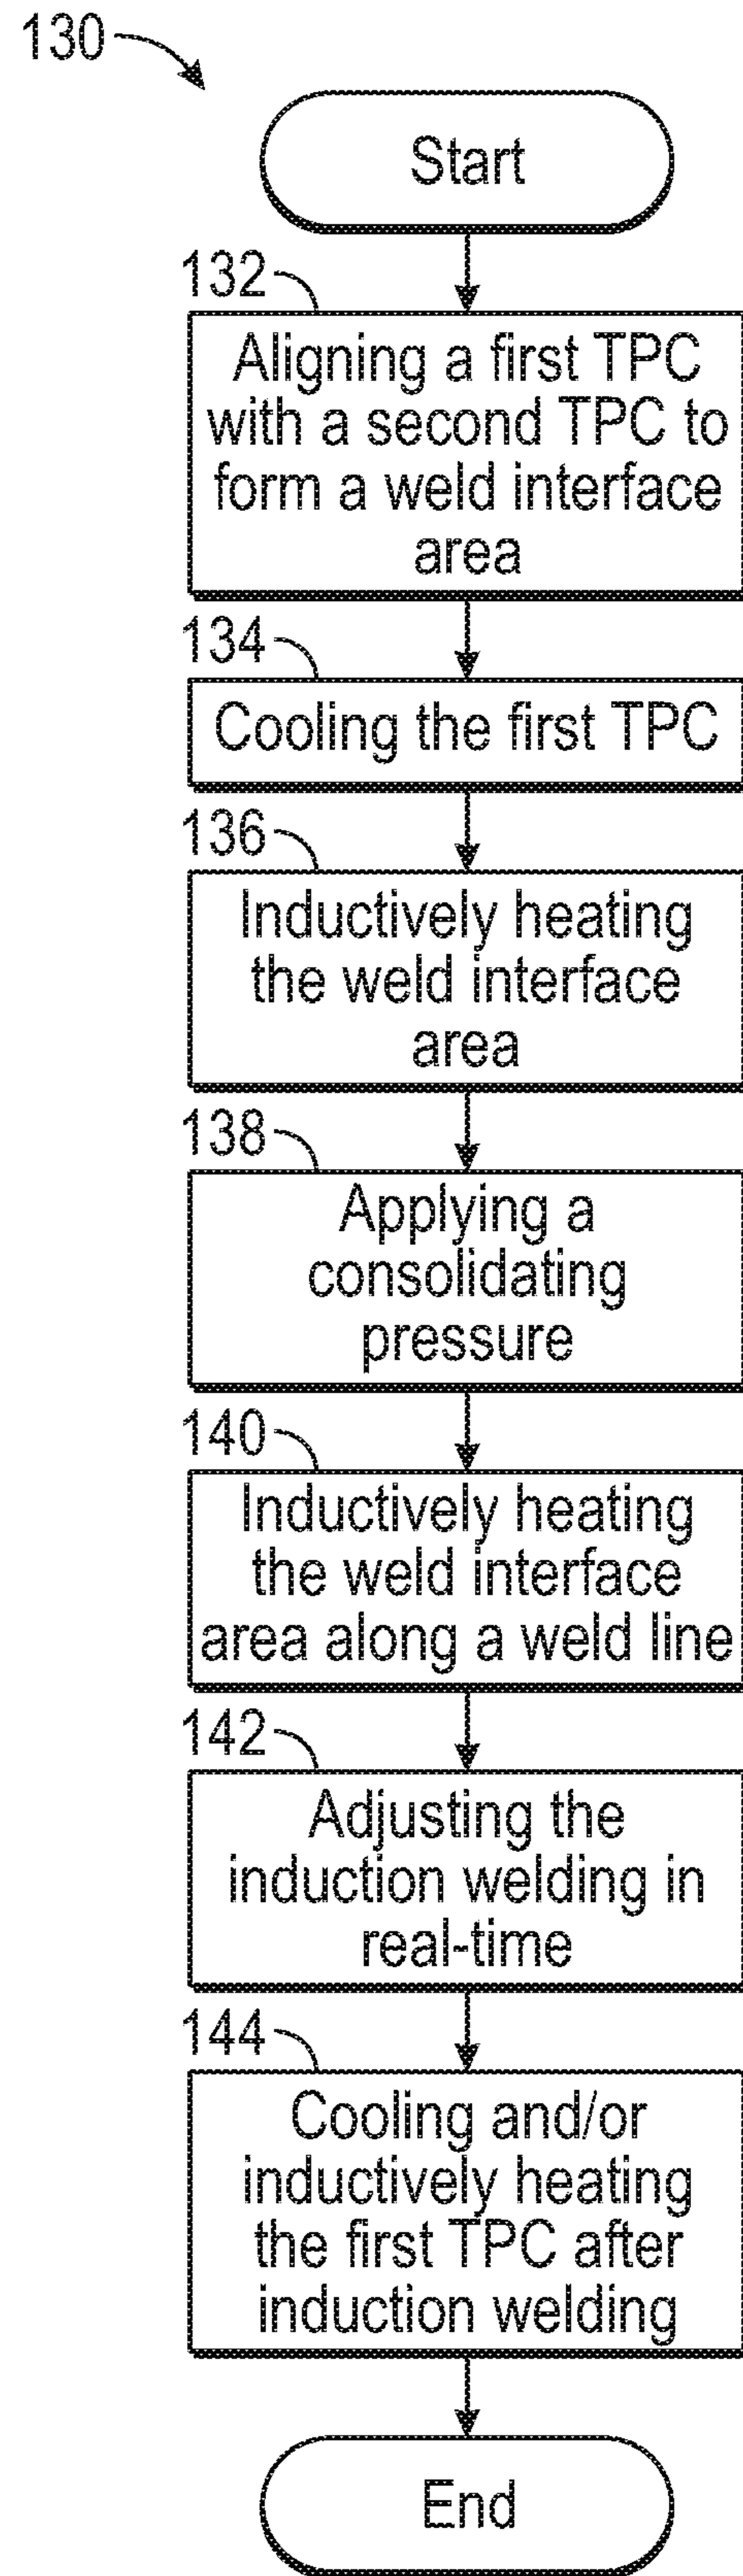 130
Start
132
Aligning a first TPC
with a second TPC to
form a weld interface
area
134
Cooling the first TPC
136
Inductively heating
the weld interface
area
138
Applying a
consolidating
pressure
140
Inductively heating
the weld interface
area along a weld line
142
Adjusting the
induction welding in
real-time
144
Cooling and/or
inductively heating
the first TPC after
induction welding
End